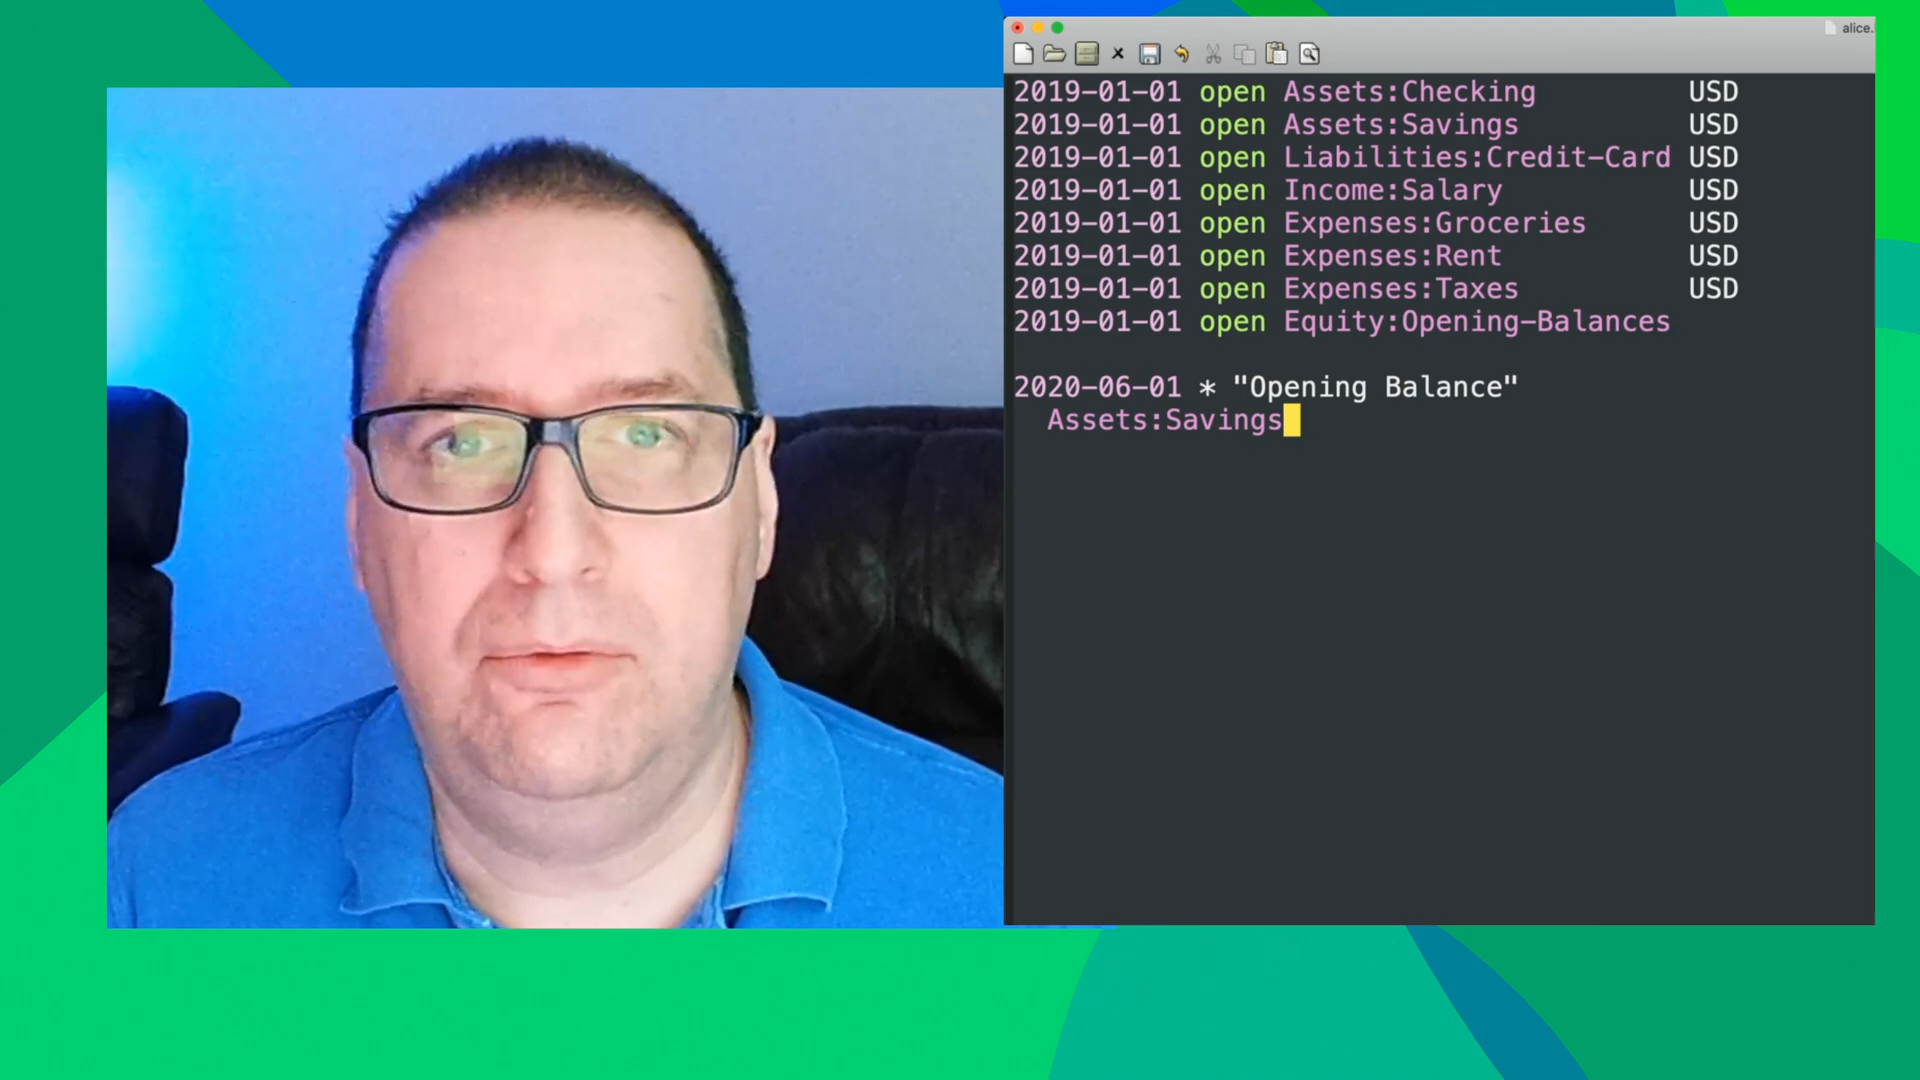 alice.
2019-01-01 open Assets:Checking USD
2019-01-01 open Assets:Savings USD
2019-01-01 open Liabilities:Credit-Card USD
2019-01-01 open Income:Salary USD
2019-01-01 open Expenses:Groceries USD
2019-01-01 open Expenses:Rent USD
2019-01-01 open Expenses:Taxes USD
2019-01-01 open Equity:Opening-Balances
2020-06-01 * "Opening Balance"
Assets:Savings